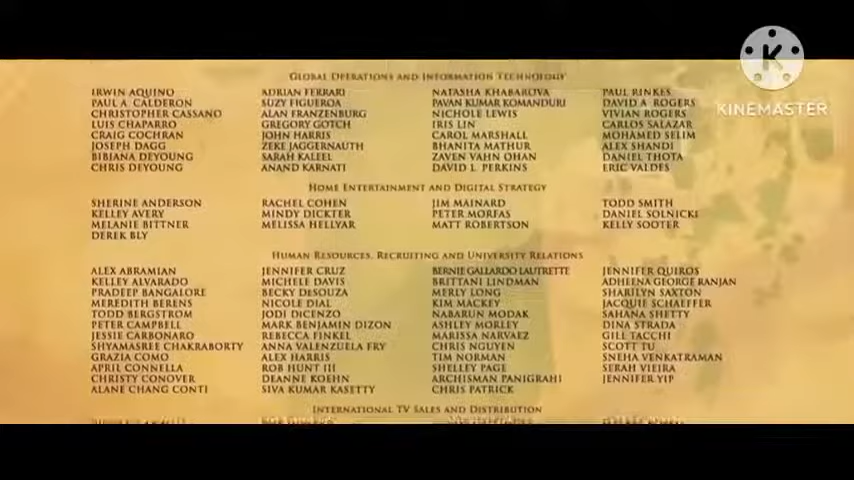 KINEMASTER
GLOBAL OPERATIONS AND INFORMATION TECHNOLOGY
IRWIN AQUINO ADRIAN FERRARI NATASHA KHABAROVA PAUL RINKES
PAUL A. CALDERON SUZY FIGUEROA PAVAN KUMAR KOMANDURI DAVID A. ROGERS
CHRISTOPHER CASSANO ALAN FRANZENBURG NICHOLE LEWIS VIVIAN ROGERS
LUIS CHAPARRO GREGORY GOTCH IRIS LIN CARLOS SALAZAR
CRAIG COCHRAN JOHN HARRIS CAROL MARSHALL MOHAMED SELIM
JOSEPH DAGG ZEKE JAGGERNAUTH BHANITA MATHUR ALEX SHANDI
BIBIANA DEYOUNG SARAH KALEEL ZAVEN VAHN OHAN DANIEL THOTA
CHRIS DEYOUNG ANAND KARNATI DAVID L. PERKINS ERIC VALDES
HOME ENTERTAINMENT AND DIGITAL STRATEGY
SHERINE ANDERSON RACHEL COHEN JIM MAINARD TODD SMITH
KELLEY AVERY MINDY DICKTER PETER MORFAS DANIEL SOLNICKI
MELANIE BITTNER MELISSA HELLYAR MATT ROBERTSON KELLY SOOTER
DEREK BLY
HUMAN RESOURCES, RECRUITING AND UNIVERSITY RELATIONS
ALEX ABRAMIAN JENNIFER CRUZ BERNIE GALLARDO LAUTRETTE JENNIFER QUIROS
KELLEY ALVARADO MICHELE DAVIS BRITTANI LINDMAN ADHEENA GEORGE RANJAN
PRADEEP BANGALORE BECKY DESOUZA MERLY LONG SHARILYN SAXTON
MEREDITH BERENS NICOLE DIAL KIM MACKEY JACQUIE SCHAEFFER
TODD BERGSTROM JODI DICENZO NABARUN MODAK SAHANA SHETTY
PETER CAMPBELL MARK BENJAMIN DIZON ASHLEY MORLEY DINA STRADA
JESSIE CARBONARO REBECCA FINKEL MARISSA NARVAEZ GILL TACCHI
SHYAMASREE CHAKRABORTY ANNA VALENZUELA FRY CHRIS NGUYEN SCOTT TU
GRAZIA COMO ALEX HARRIS TIM NORMAN SNEHA VENKATRAMAN
APRIL CONNELLA ROB HUNT III SHELLEY PAGE SERAH VIEIRA
CHRISTY CONOVER DEANNE KOEHN ARCHISMAN PANIGRAHI JENNIFER YIP
ALANE CHANG CONTI SIVA KUMAR KASETTY CHRIS PATRICK
INTERNATIONAL TV SALES AND DISTRIBUTION